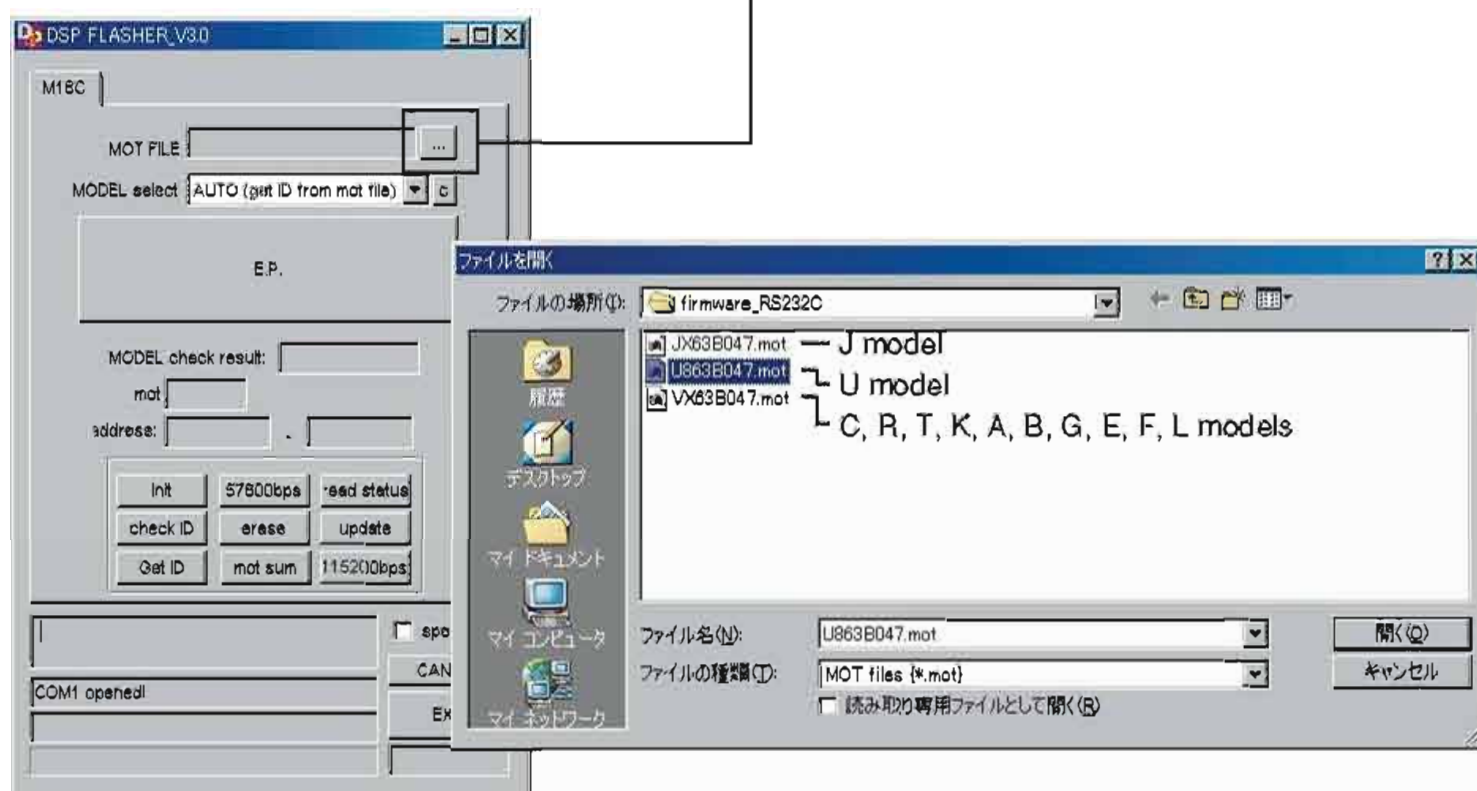 DSP FLASHER_V3.0
M16C
MOT FILE ...
MODEL select AUTO (get ID from mot file) c
E.P.
MODEL check result:
mot
address: .
Init 57600bps read status
check ID erase update
Get ID mot sum 115200bps
spo
CAN
COM1 opened!
EX
ファイルを開く
ファイルの場所(I): firmware_RS232C
履歴
デスクトップ
マイ ドキュメント
マイ コンピュータ
マイ ネットワーク
JX63B047.mot J model
U863B047.mot U model
VX63B047.mot C, R, T, K, A, B, G, E, F, L models
ファイル名(N): U863B047.mot 開く(O)
ファイルの種類(T): MOT files {*.mot} キャンセル
読み取り専用ファイルとして開く(R)